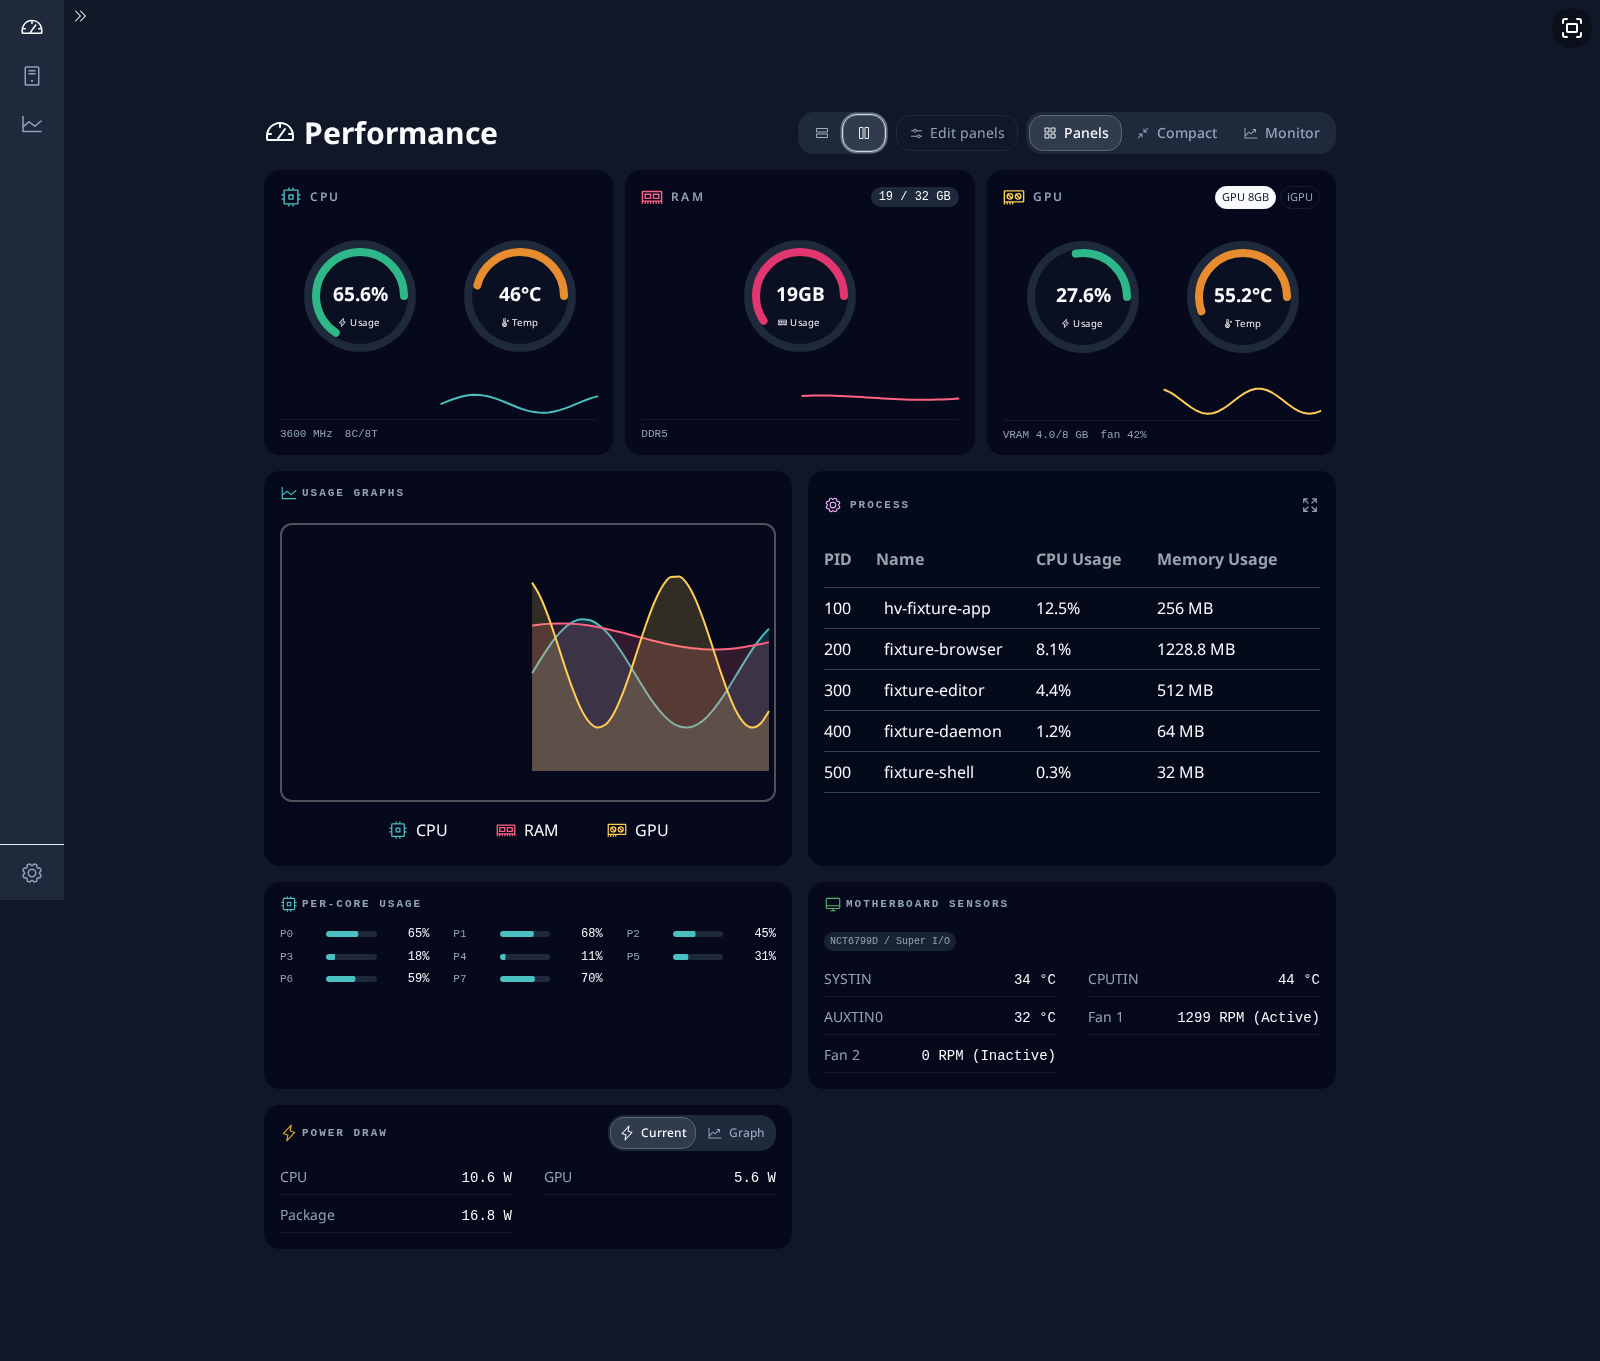 Performance
Edit panels
Panels
Compact
Monitor
CPU
65.6%
Usage
46°C
Temp
3600 MHz 8C/8T
RAM
19 / 32 GB
19GB
Usage
DDR5
GPU
GPU 8GB
iGPU
27.6%
Usage
55.2°C
Temp
VRAM 4.0/8 GB fan 42%
USAGE GRAPHS
CPU
RAM
GPU
PROCESS
PID Name CPU Usage Memory Usage
100 hv-fixture-app 12.5% 256 MB
200 fixture-browser 8.1% 1228.8 MB
300 fixture-editor 4.4% 512 MB
400 fixture-daemon 1.2% 64 MB
500 fixture-shell 0.3% 32 MB
PER-CORE USAGE
P0 65% P1 68% P2 45%
P3 18% P4 11% P5 31%
P6 59% P7 70%
MOTHERBOARD SENSORS
NCT6799D / Super I/O
SYSTIN 34 °C CPUTIN 44 °C
AUXTIN0 32 °C Fan 1 1299 RPM (Active)
Fan 2 0 RPM (Inactive)
POWER DRAW
Current
Graph
CPU 10.6 W GPU 5.6 W
Package 16.8 W